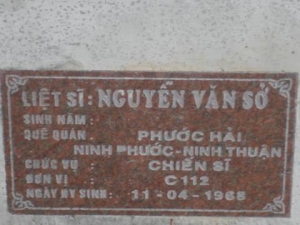 LIỆT SĨ: NGUYỄN VĂN SỞ
SINH NĂM:
QUÊ QUÁN. PHƯỚC HẢI
NINH PHƯỚC-NINH THUẬN
CHỨC VỤ : CHIẾN SĨ
ĐƠN VỊ : C112
NGÀY HY SINH: 11-04-1968